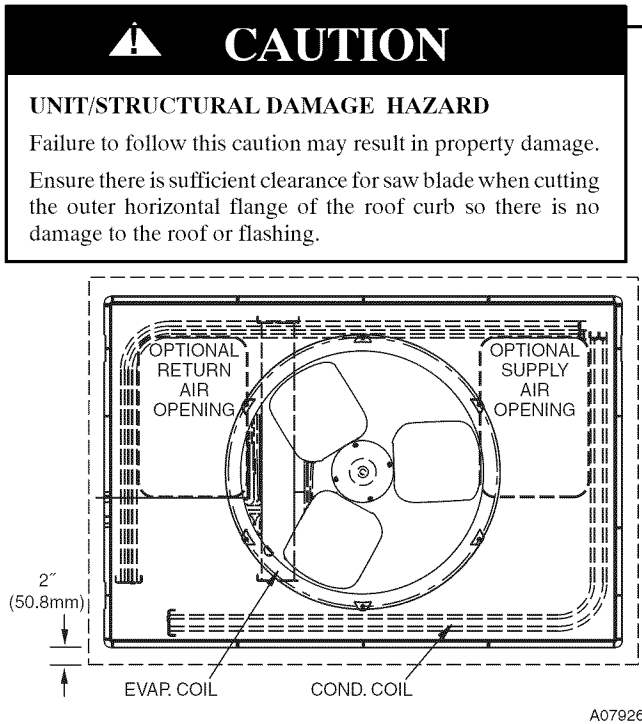 CAUTION
UNIT/STRUCTURAL DAMAGE HAZARD
Failure to follow this caution may result in property damage.
Ensure there is sufficient clearance for saw blade when cutting
the outer horizontal flange of the roof curb so there is no
damage to the roof or flashing.
OPTIONAL
RETURN
AIR
OPENING
OPTIONAL
SUPPLY
AIR
OPENING
2″
(50.8mm)
EVAP. COIL
COND. COIL
A07926